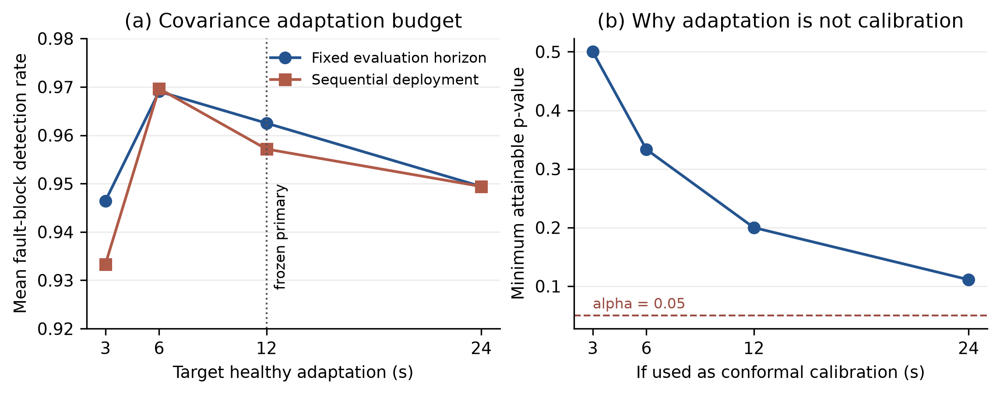 (a) Covariance adaptation budget
Mean fault-block detection rate
0.98
0.97
0.96
0.95
0.94
0.93
0.92
Fixed evaluation horizon
Sequential deployment
frozen primary
3 6 12 24
Target healthy adaptation (s)
(b) Why adaptation is not calibration
Minimum attainable p-value
0.5
0.4
0.3
0.2
0.1
alpha = 0.05
3 6 12 24
If used as conformal calibration (s)